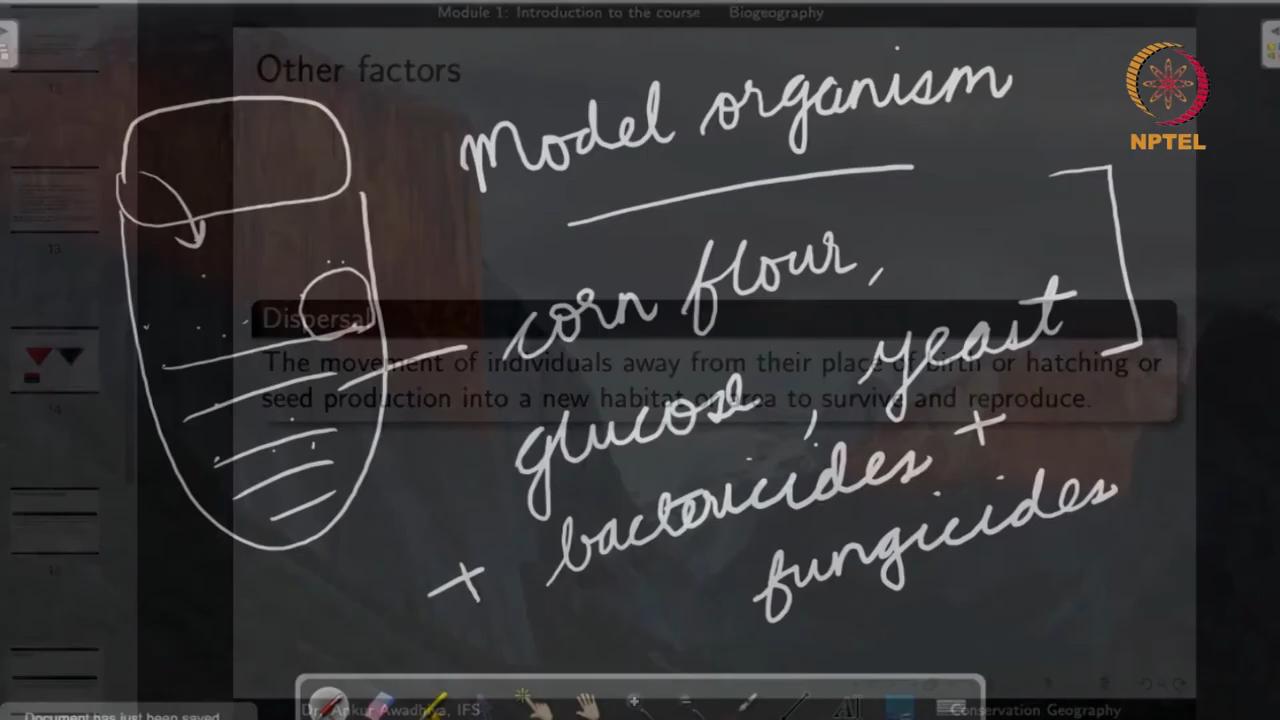 Module 1: Introduction to the course Biogeography
Other factors
NPTEL
Model organism
corn flour,
glucose, yeast
+ bactericides +
fungicides
Dispersal
The movement of individuals away from their place of birth or hatching or
seed production into a new habitat or area to survive and reproduce.
13
14
Dr. Ankur Awadhiya, IFS
Conservation Geography
Document has just been saved